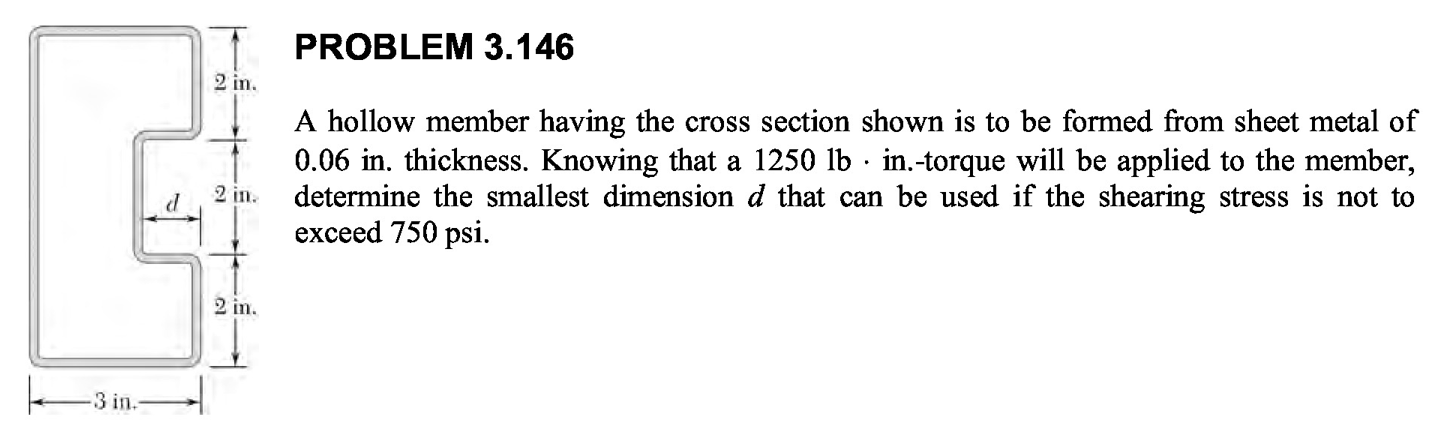 PROBLEM 3.146
2 in.
A hollow member having the cross section shown is to be formed from sheet metal of
0.06 in. thickness. Knowing that a 1250 lb · in.-torque will be applied to the member,
d
2 in.
determine the smallest dimension d that can be used if the shearing stress is not to
exceed 750 psi.
2 in.
3 in.